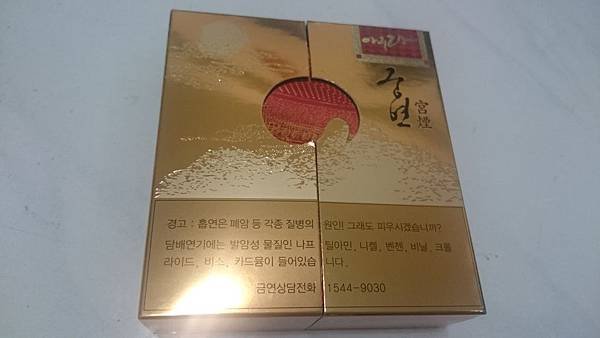 아리랑
궁연
宮煙
경고 : 흡연은 폐암 등 각종 질병의 원인! 그래도 피우시겠습니까?
담배연기에는 발암성 물질인 나프틸아민, 니켈, 벤젠, 비닐, 크롤
라이드, 비소, 카드뮴이 들어있습니다.
금연상담전화 1544-9030